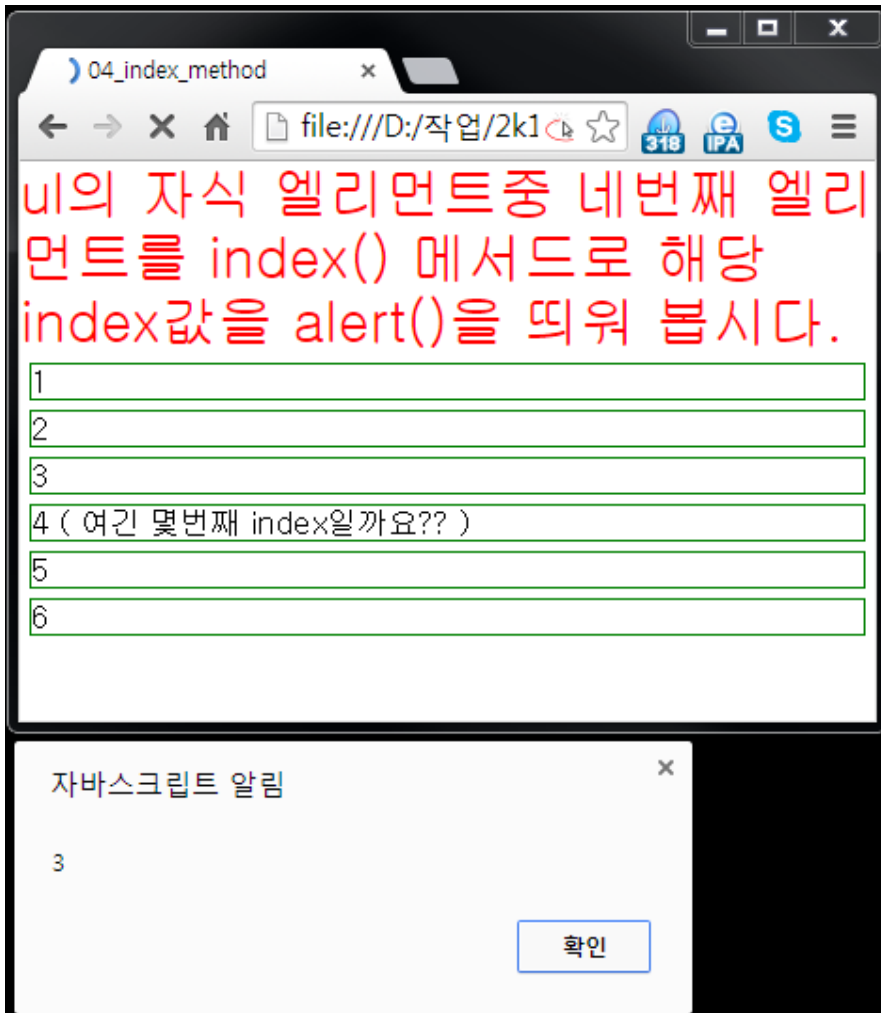 04_index_method
file:///D:/작업/2k1
318
e
IPA
S
ul의 자식 엘리먼트중 네번째 엘리
먼트를 index() 메서드로 해당
index값을 alert()을 띄워 봅시다.
1
2
3
4 ( 여긴 몇번째 index일까요?? )
5
6
자바스크립트 알림
3
확인